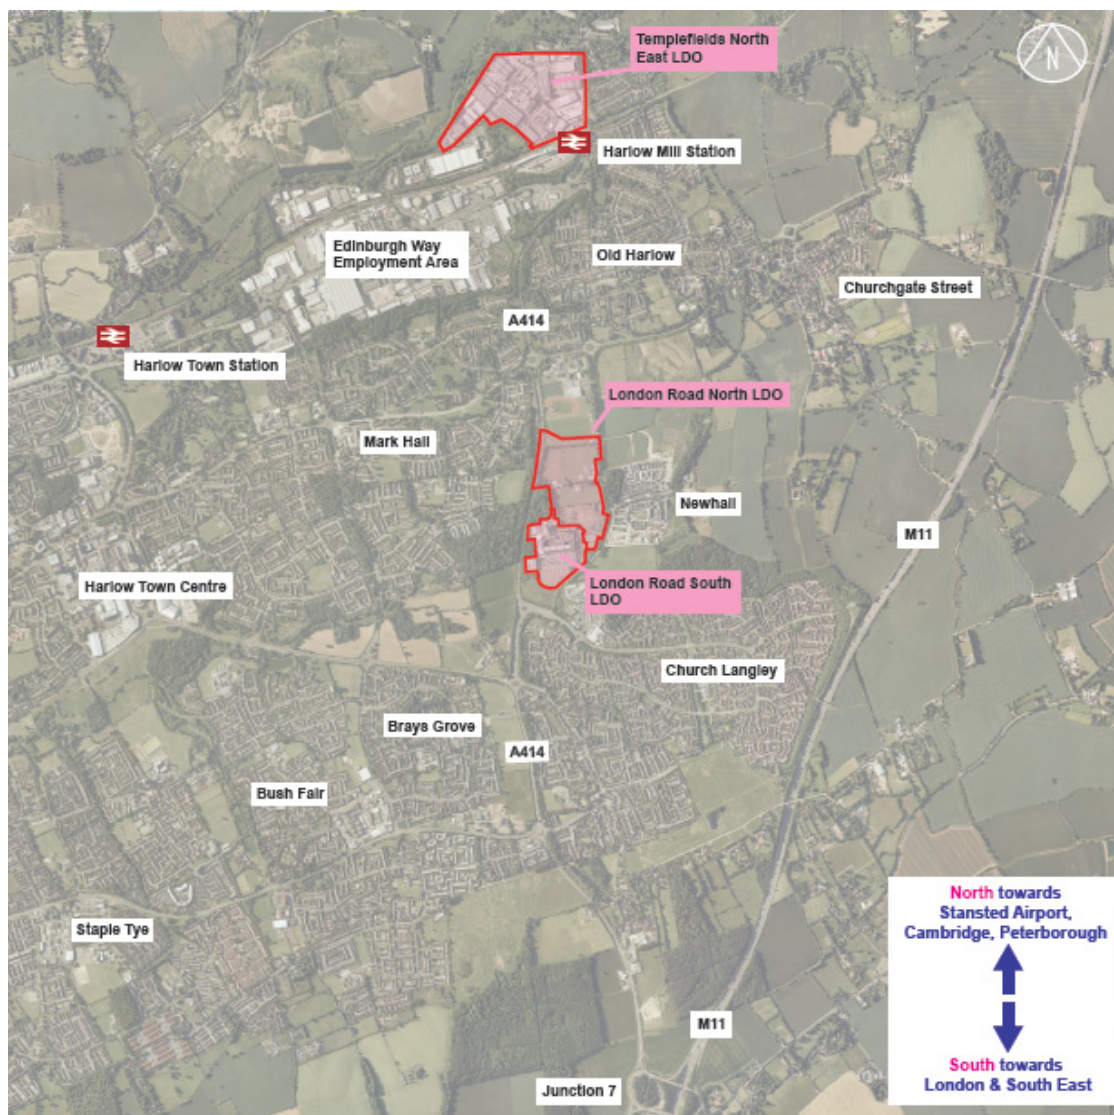 Templefields North
East LDO
N
Harlow Mill Station
Edinburgh Way
Employment Area
Old Harlow
Churchgate Street
A414
Harlow Town Station
London Road North LDO
Mark Hall
Newhall
M11
Harlow Town Centre
London Road South
LDO
Church Langley
Brays Grove
A414
Bush Fair
North towards
Stansted Airport,
Cambridge, Peterborough
Staple Tye
M11
South towards
London & South East
Junction 7